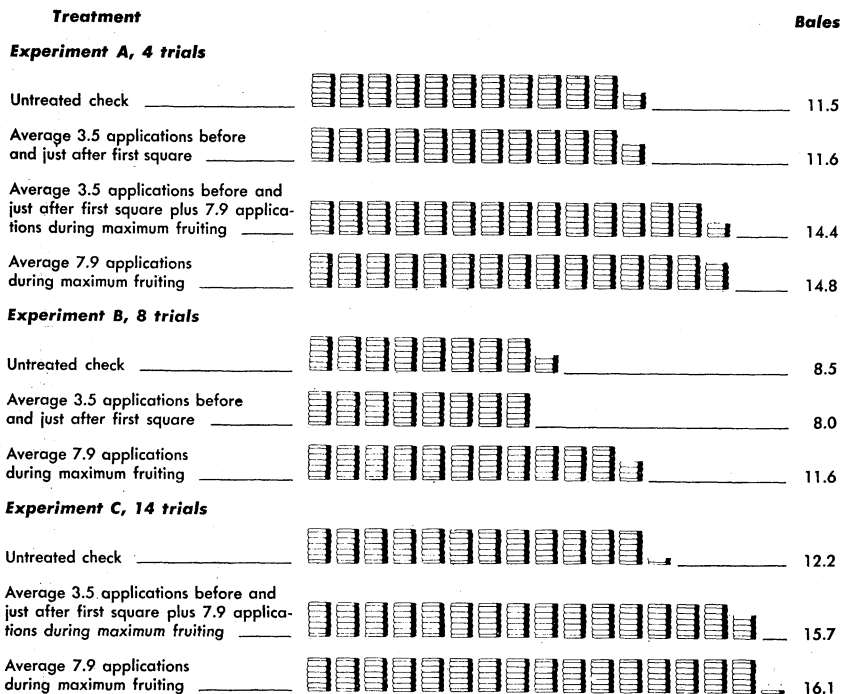 Treatment Bales
Experiment A, 4 trials
Untreated check 11.5
Average 3.5 applications before
and just after first square 11.6
Average 3.5 applications before and
just after first square plus 7.9 applica-
tions during maximum fruiting 14.4
Average 7.9 applications
during maximum fruiting 14.8
Experiment B, 8 trials
Untreated check 8.5
Average 3.5 applications before
and just after first square 8.0
Average 7.9 applications
during maximum fruiting 11.6
Experiment C, 14 trials
Untreated check 12.2
Average 3.5 applications before and
just after first square plus 7.9 applica-
tions during maximum fruiting 15.7
Average 7.9 applications
during maximum fruiting 16.1